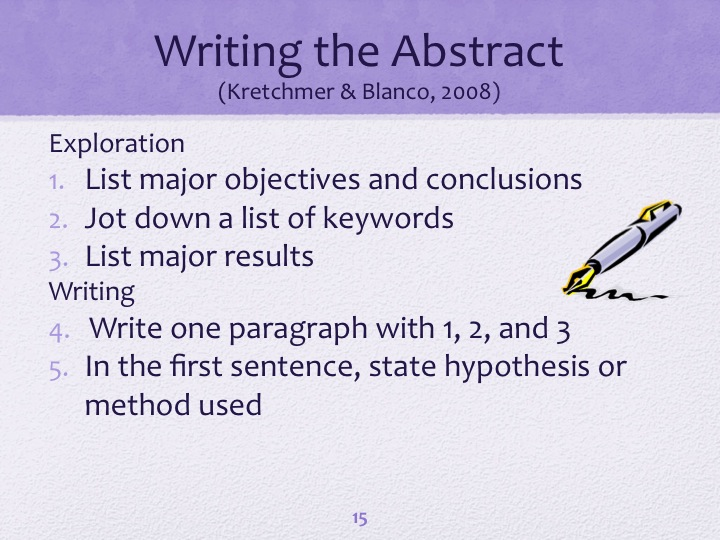 Writing the Abstract
(Kretchmer & Blanco, 2008)
Exploration
1. List major objectives and conclusions
2. Jot down a list of keywords
3. List major results
Writing
4. Write one paragraph with 1, 2, and 3
5. In the first sentence, state hypothesis or
method used
15